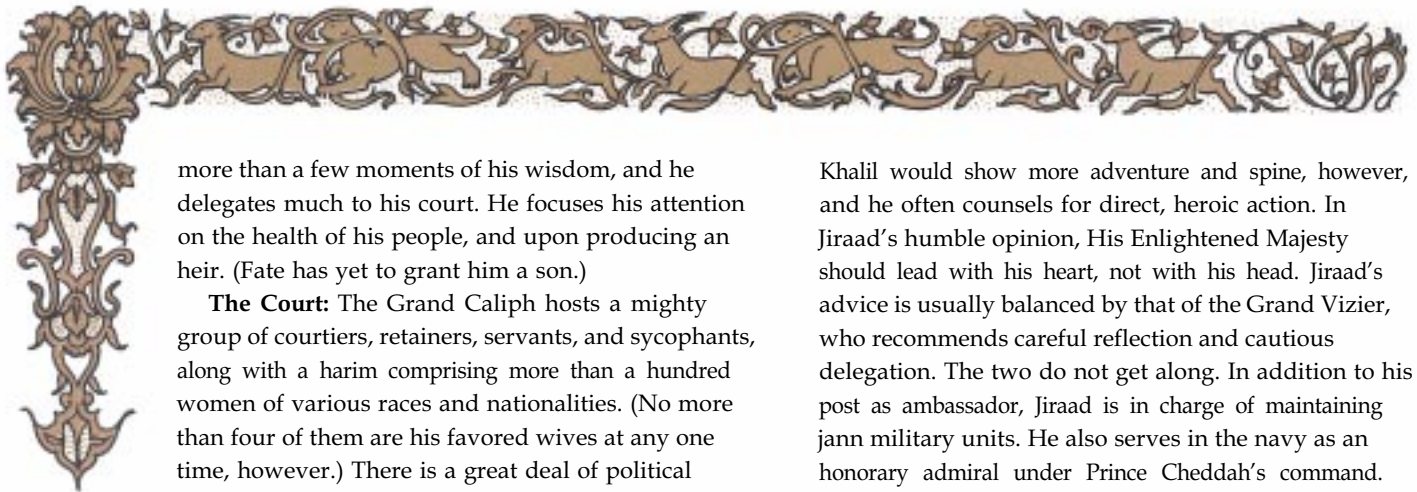 more than a few moments of his wisdom, and he
delegates much to his court. He focuses his attention
on the health of his people, and upon producing an
heir. (Fate has yet to grant him a son.)
The Court: The Grand Caliph hosts a mighty
group of courtiers, retainers, servants, and sycophants,
along with a harim comprising more than a hundred
women of various races and nationalities. (No more
than four of them are his favored wives at any one
time, however.) There is a great deal of political
Khalil would show more adventure and spine, however,
and he often counsels for direct, heroic action. In
Jiraad’s humble opinion, His Enlightened Majesty
should lead with his heart, not with his head. Jiraad’s
advice is usually balanced by that of the Grand Vizier,
who recommends careful reflection and cautious
delegation. The two do not get along. In addition to his
post as ambassador, Jiraad is in charge of maintaining
jann military units. He also serves in the navy as an
honorary admiral under Prince Cheddah’s command.